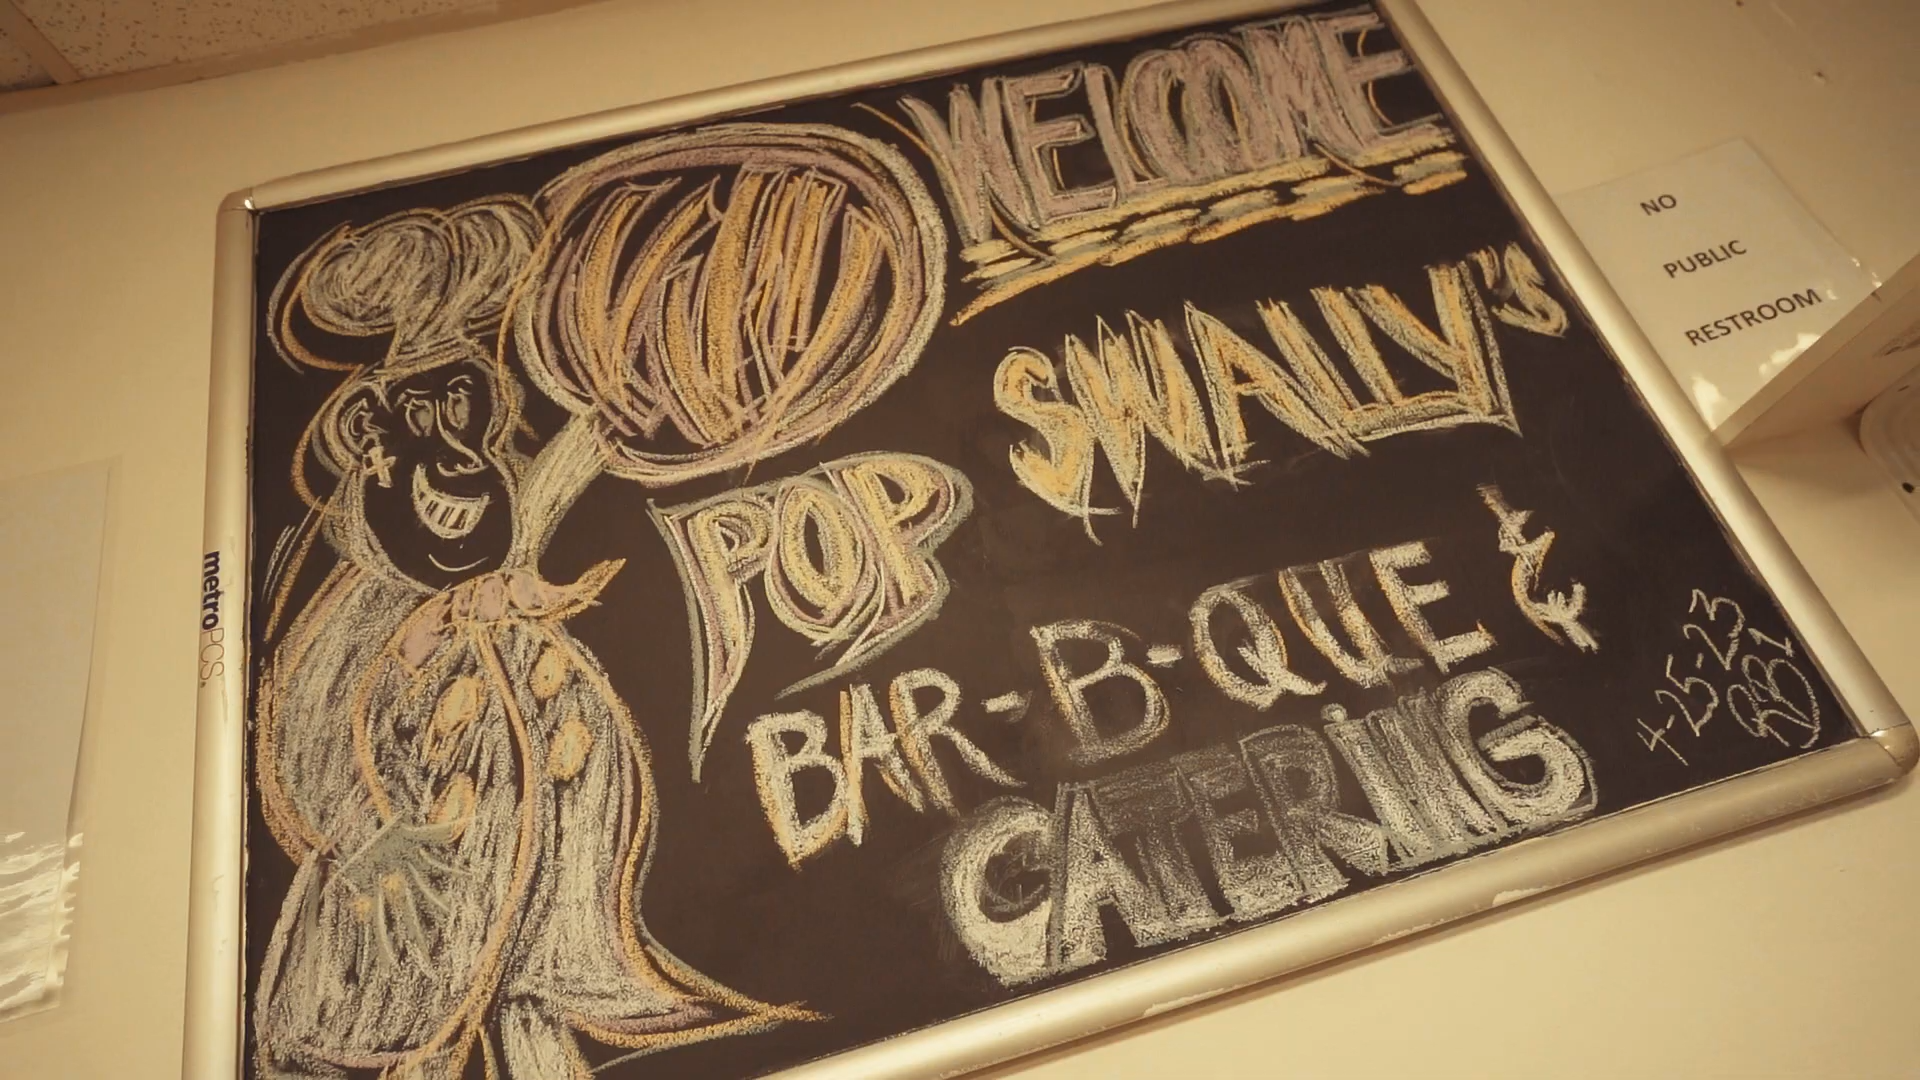 WELCOME
POP
SWALLY'S
BAR-B-QUE &
CATERiNG
4-25-23
metroPCS.
NO
PUBLIC
RESTROOM